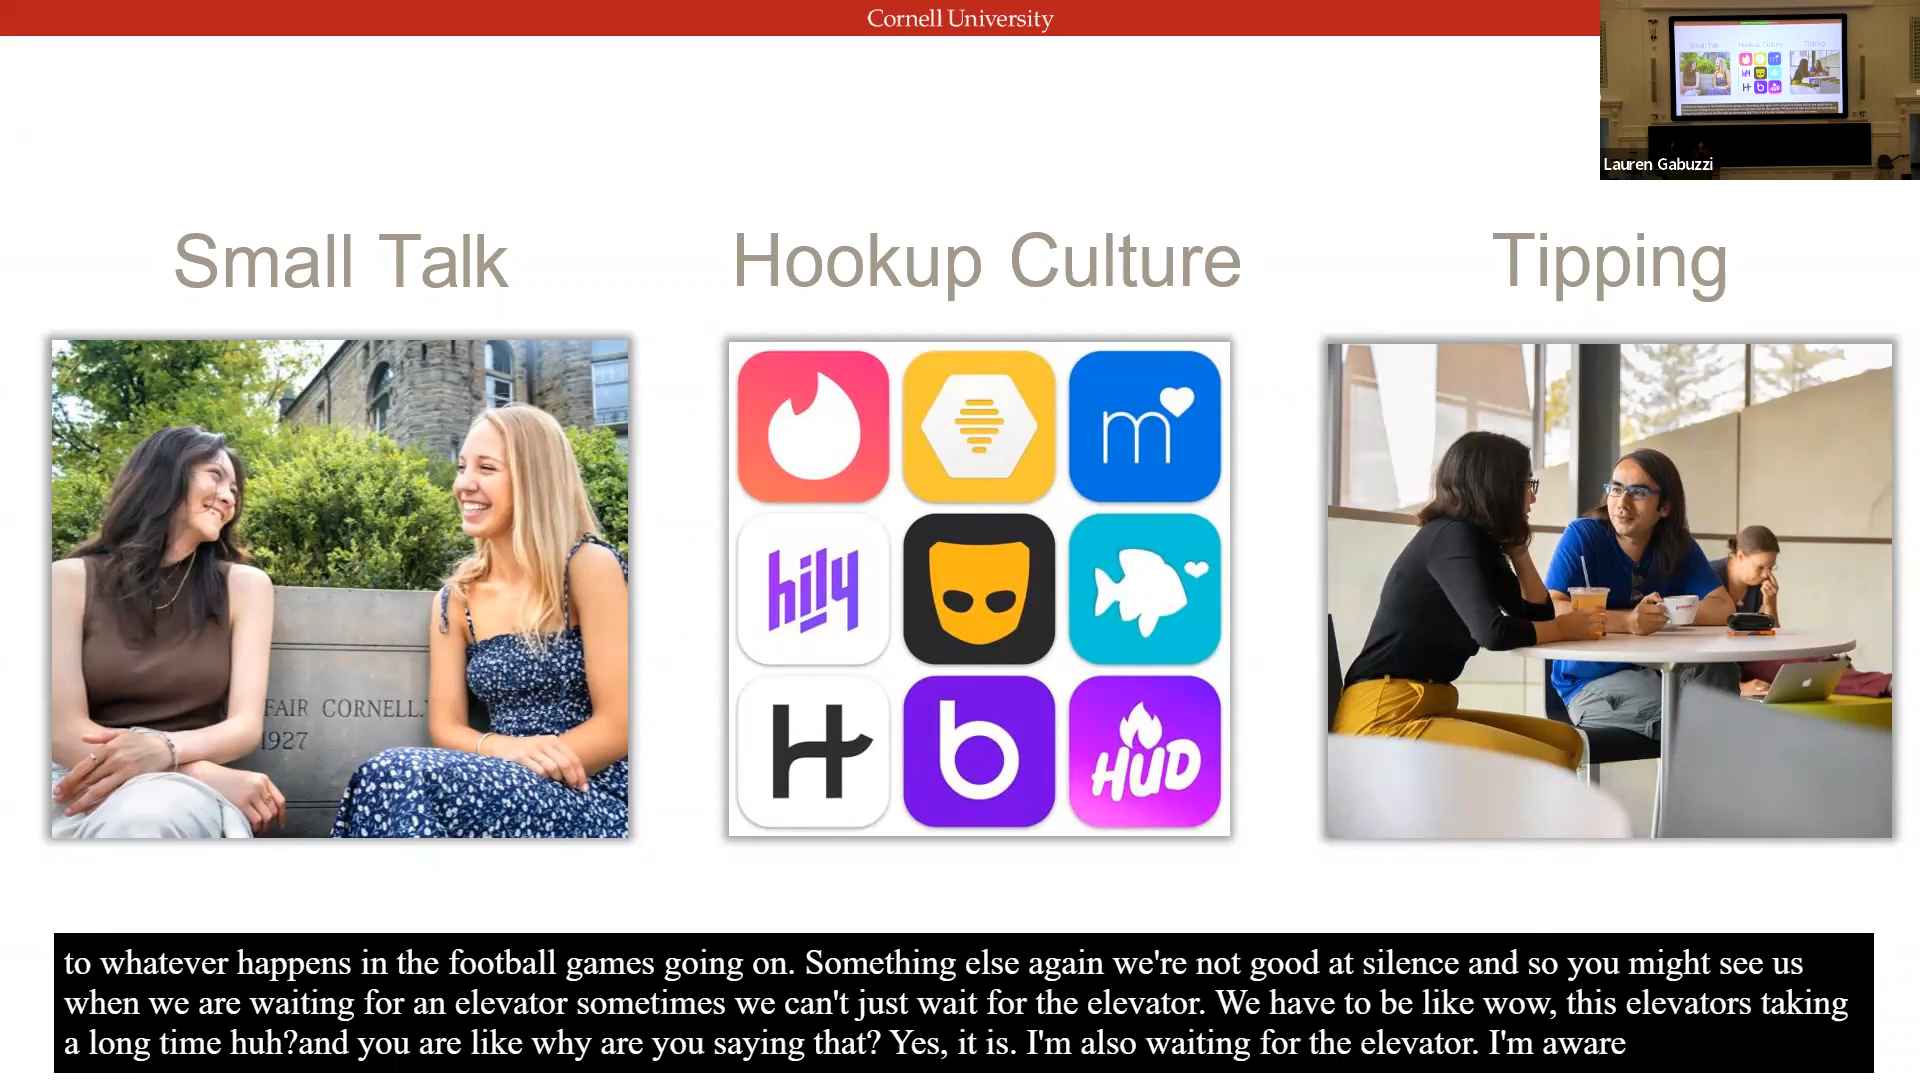 Cornell University
Lauren Gabuzzi
Small Talk
Hookup Culture
Tipping
FAIR CORNELL."
1927
m
hily
H
b
HUD
to whatever happens in the football games going on. Something else again we're not good at silence and so you might see us
when we are waiting for an elevator sometimes we can't just wait for the elevator. We have to be like wow, this elevators taking
a long time huh?and you are like why are you saying that? Yes, it is. I'm also waiting for the elevator. I'm aware